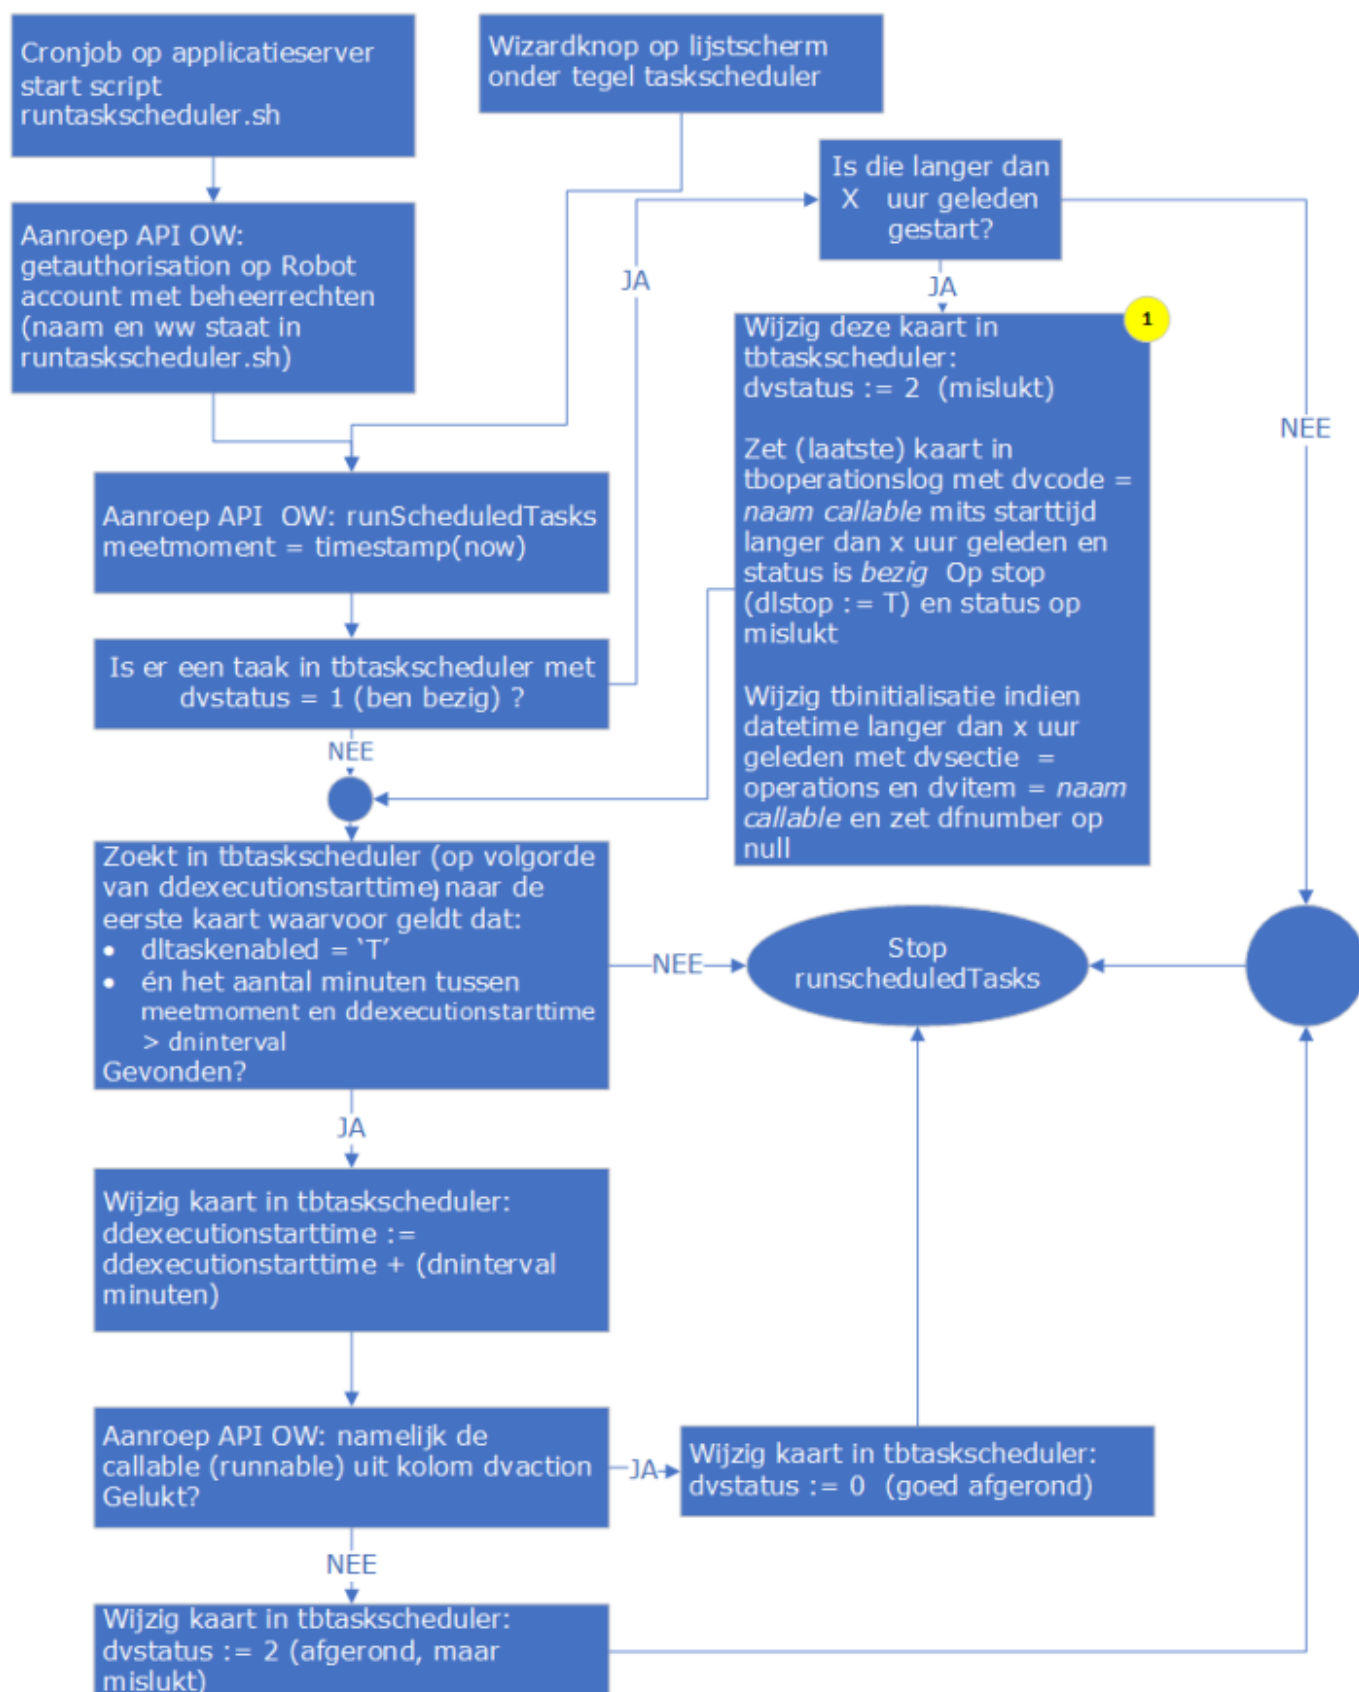 Cronjob op applicatieserver
start script
runtaskscheduler.sh
Wizardknop op lijstscherm
onder tegel taskscheduler
Is die langer dan
X uur geleden
gestart?
Aanroep API OW:
getauthorisation op Robot
account met beheerrechten
(naam en ww staat in
runtaskscheduler.sh)
JA
JA
1
Wijzig deze kaart in
tbtaskscheduler:
dvstatus := 2 (mislukt)
Zet (laatste) kaart in
tboperationslog met dvcode =
naam callable mits starttijd
langer dan x uur geleden en
status is bezig Op stop
(dlstop := T) en status op
mislukt
Wijzig tbinitialisatie indien
datetime langer dan x uur
geleden met dvsectie =
operations en dvitem = naam
callable en zet dfnumber op
null
NEE
Aanroep API OW: runScheduledTasks
meetmoment = timestamp(now)
Is er een taak in tbtaskscheduler met
dvstatus = 1 (ben bezig) ?
NEE
Zoekt in tbtaskscheduler (op volgorde
van ddexecutionstarttime) naar de
eerste kaart waarvoor geldt dat:
• dltaskenabled = ‘T’
• én het aantal minuten tussen
meetmoment en ddexecutionstarttime
> dninterval
Gevonden?
NEE
Stop
runscheduledTasks
JA
Wijzig kaart in tbtaskscheduler:
ddexecutionstarttime :=
ddexecutionstarttime + (dninterval
minuten)
Aanroep API OW: namelijk de
callable (runnable) uit kolom dvaction
Gelukt?
JA
Wijzig kaart in tbtaskscheduler:
dvstatus := 0 (goed afgerond)
NEE
Wijzig kaart in tbtaskscheduler:
dvstatus := 2 (afgerond, maar
mislukt)